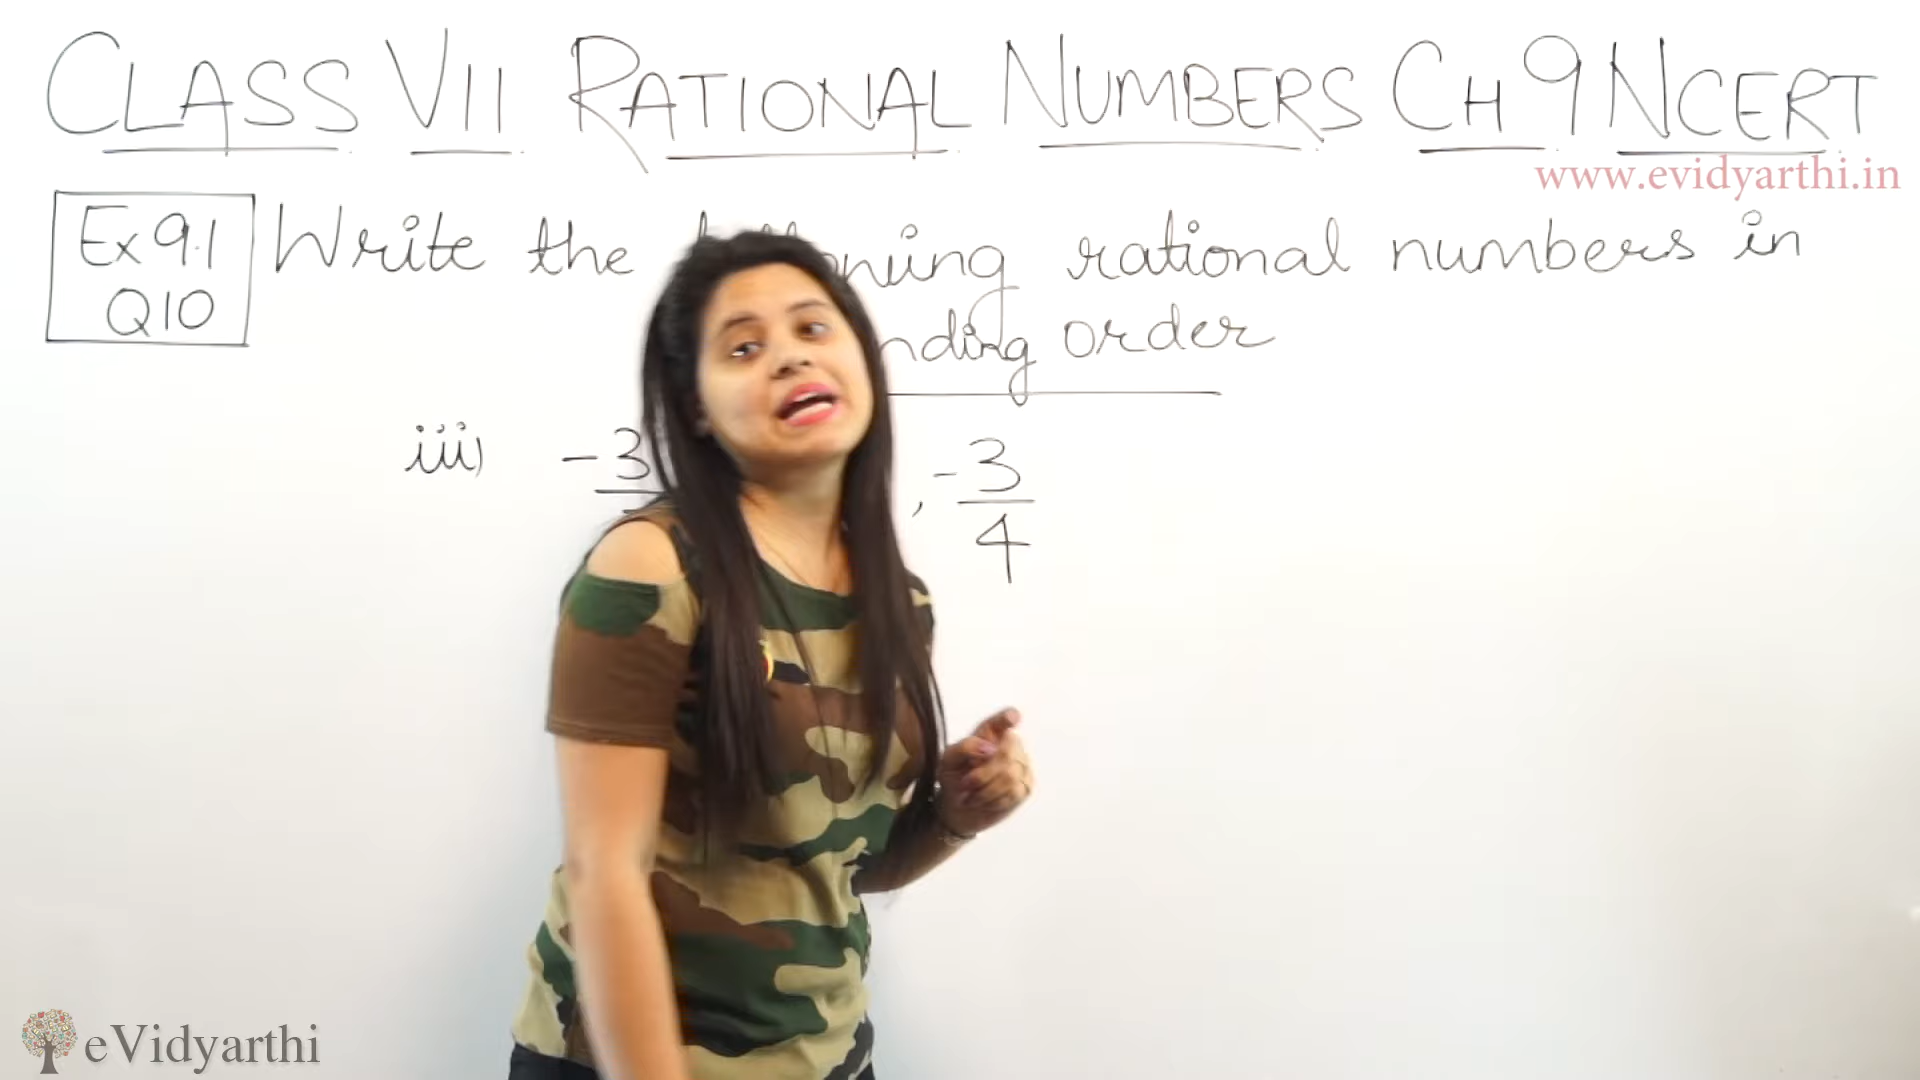 CLASS VII RATIONAL NUMBERS CH 9 NCERT
www.evidyarthi.in
Ex 9.1 Write the rational numbers in
Q10 order
iii) -3 , -3
4
eVidyarthi